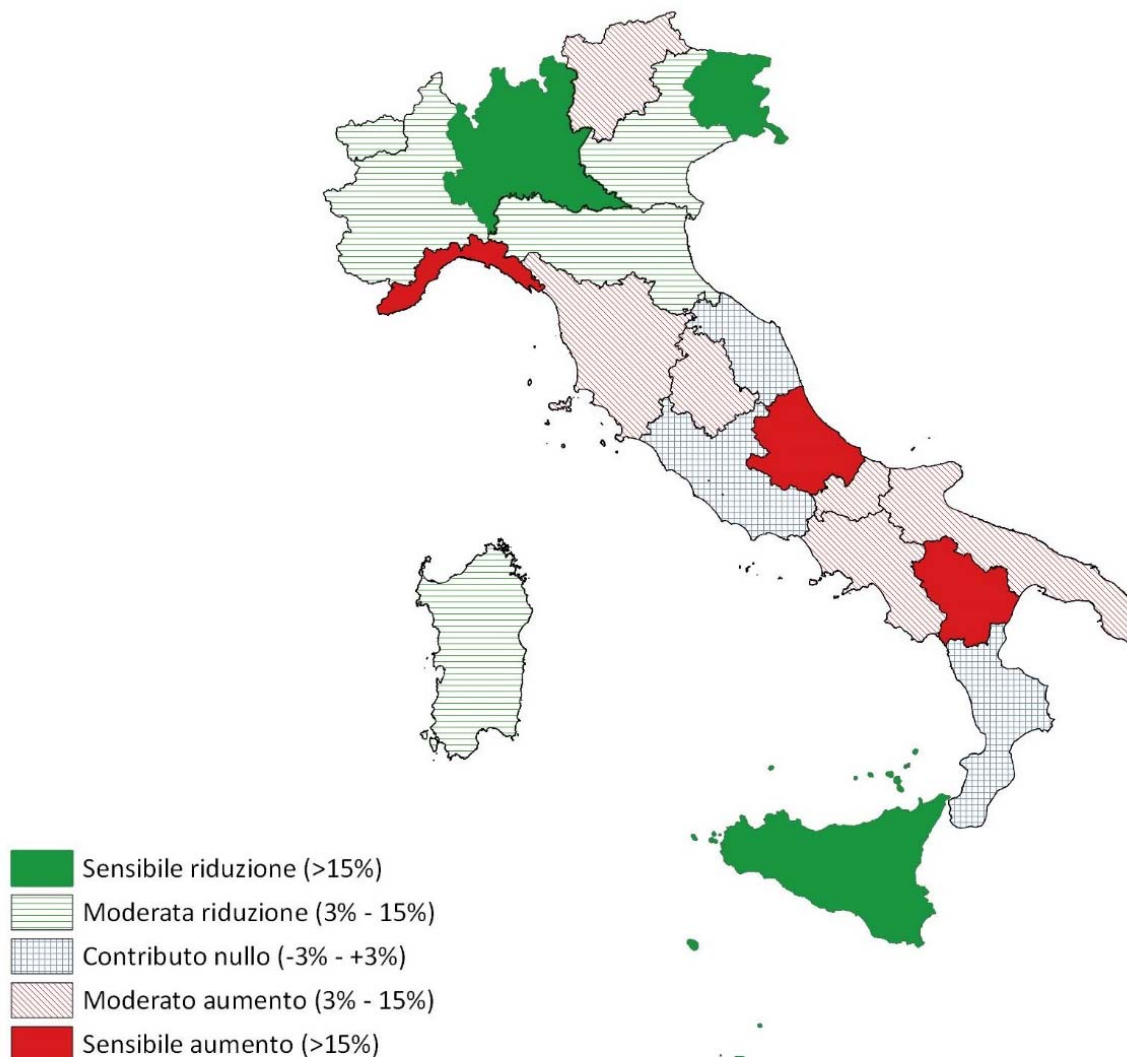 Sensibile riduzione (>15%)
Moderata riduzione (3% - 15%)
Contributo nullo (-3% - +3%)
Moderato aumento (3% - 15%)
Sensibile aumento (>15%)